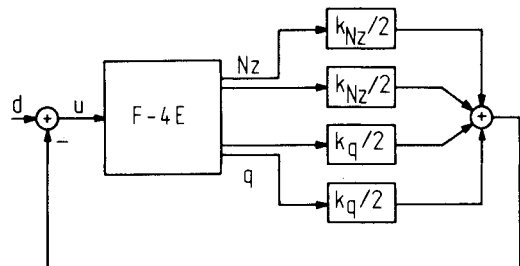 Nz
k_Nz/2
k_Nz/2
d
+
u
F-4E
+
−
k_q/2
q
k_q/2